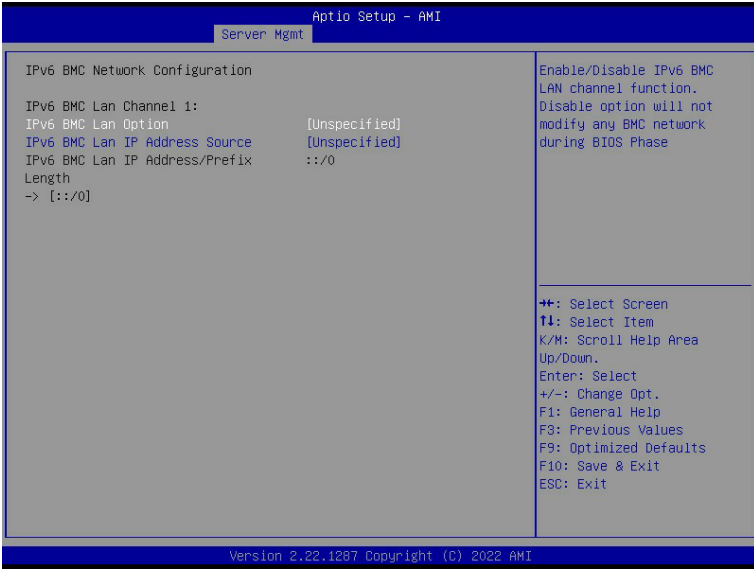 Aptio Setup – AMI
Server Mgmt
IPv6 BMC Network Configuration
IPv6 BMC Lan Channel 1:
IPv6 BMC Lan Option [Unspecified]
IPv6 BMC Lan IP Address Source [Unspecified]
IPv6 BMC Lan IP Address/Prefix ::/0
Length
-> [::/0]
Enable/Disable IPv6 BMC
LAN channel function.
Disable option will not
modify any BMC network
during BIOS Phase
→←: Select Screen
↑↓: Select Item
K/M: Scroll Help Area
Up/Down.
Enter: Select
+/-: Change Opt.
F1: General Help
F3: Previous Values
F9: Optimized Defaults
F10: Save & Exit
ESC: Exit
Version 2.22.1287 Copyright (C) 2022 AMI